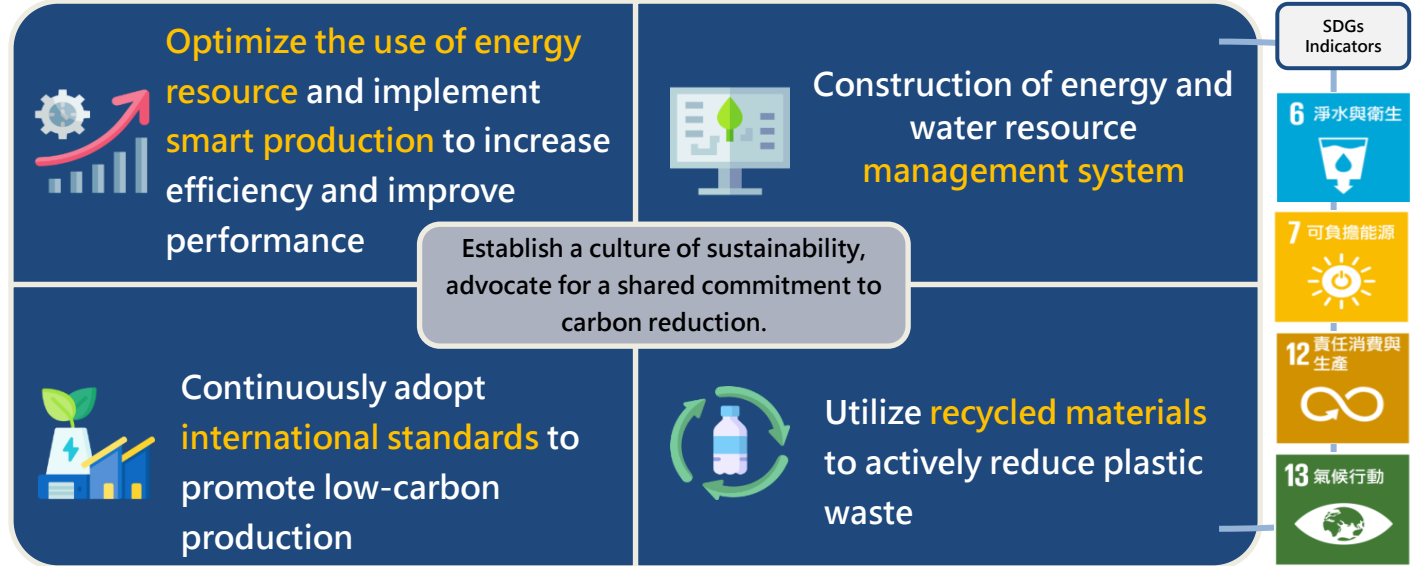 Optimize the use of energy
resource and implement
smart production to increase
efficiency and improve
performance
Construction of energy and
water resource
management system
Establish a culture of sustainability,
advocate for a shared commitment to
carbon reduction.
Continuously adopt
international standards to
promote low-carbon
production
Utilize recycled materials
to actively reduce plastic
waste
SDGs
Indicators
6 淨水與衛生
7 可負擔能源
12 責任消費與
生產
13 氣候行動